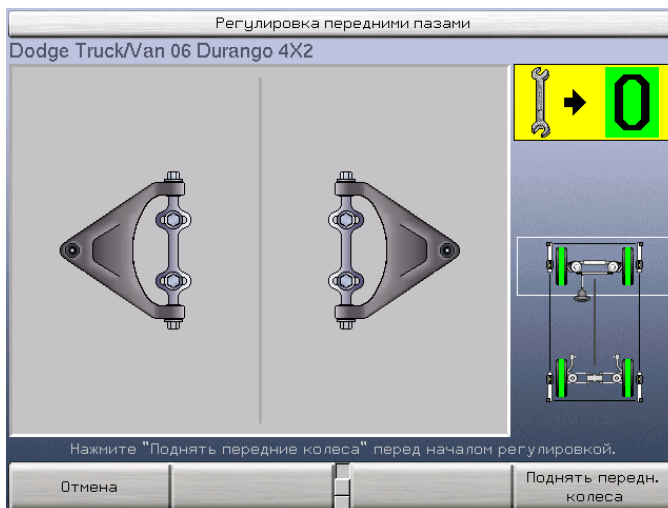 Регулировка передними пазами
Dodge Truck/Van 06 Durango 4X2
0
Нажмите "Поднять передние колеса" перед началом регулировкой.
Отмена
Поднять передн.
колеса